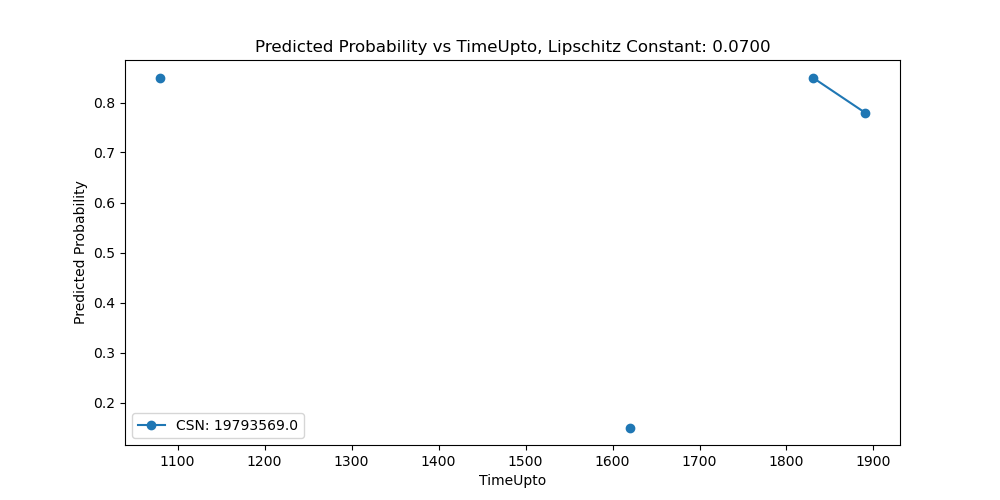 Predicted Probability vs TimeUpto, Lipschitz Constant: 0.0700
Predicted Probability
0.8
0.7
0.6
0.5
0.4
0.3
0.2
CSN: 19793569.0
1100 1200 1300 1400 1500 1600 1700 1800 1900
TimeUpto